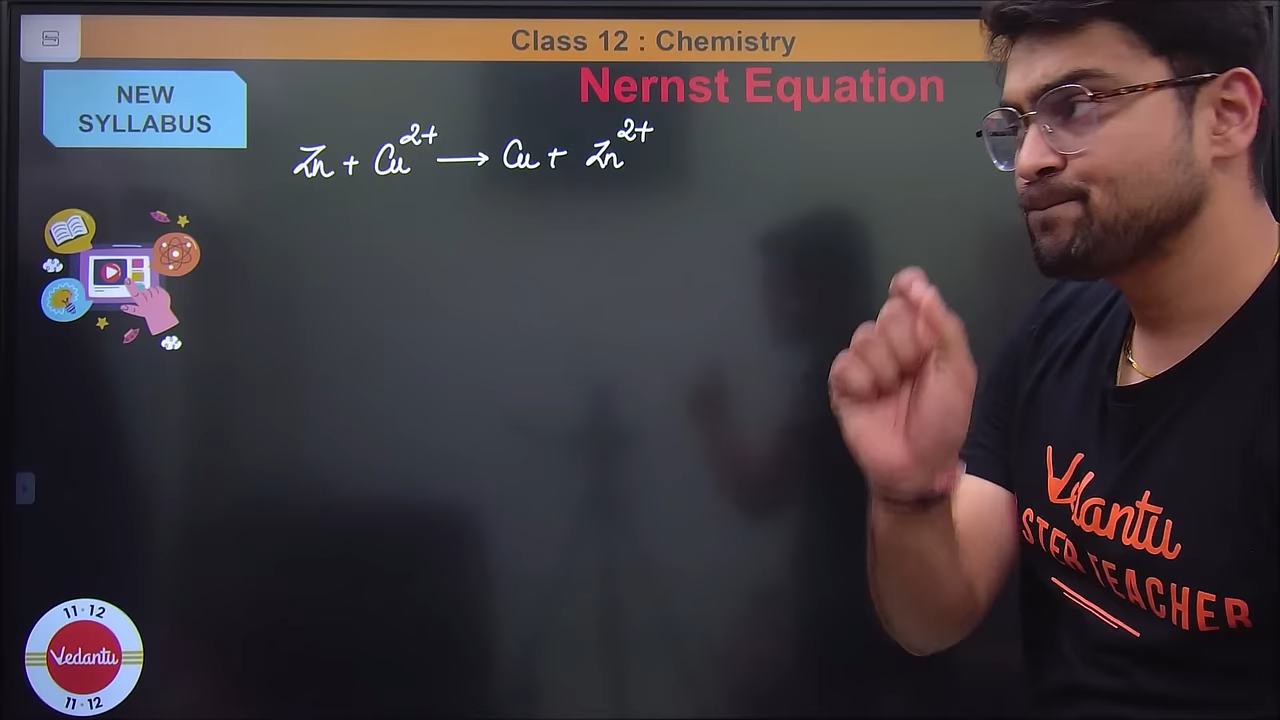 Class 12 : Chemistry
Nernst Equation
NEW
SYLLABUS
Zn + Cu²⁺ ⟶ Cu + Zn²⁺
Vedantu
STER TEACHER
11·12
Vedantu
11·12